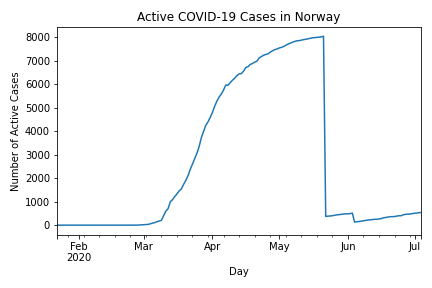 Active COVID-19 Cases in Norway
Number of Active Cases
8000
7000
6000
5000
4000
3000
2000
1000
0
Feb Mar Apr May Jun Jul
2020
Day